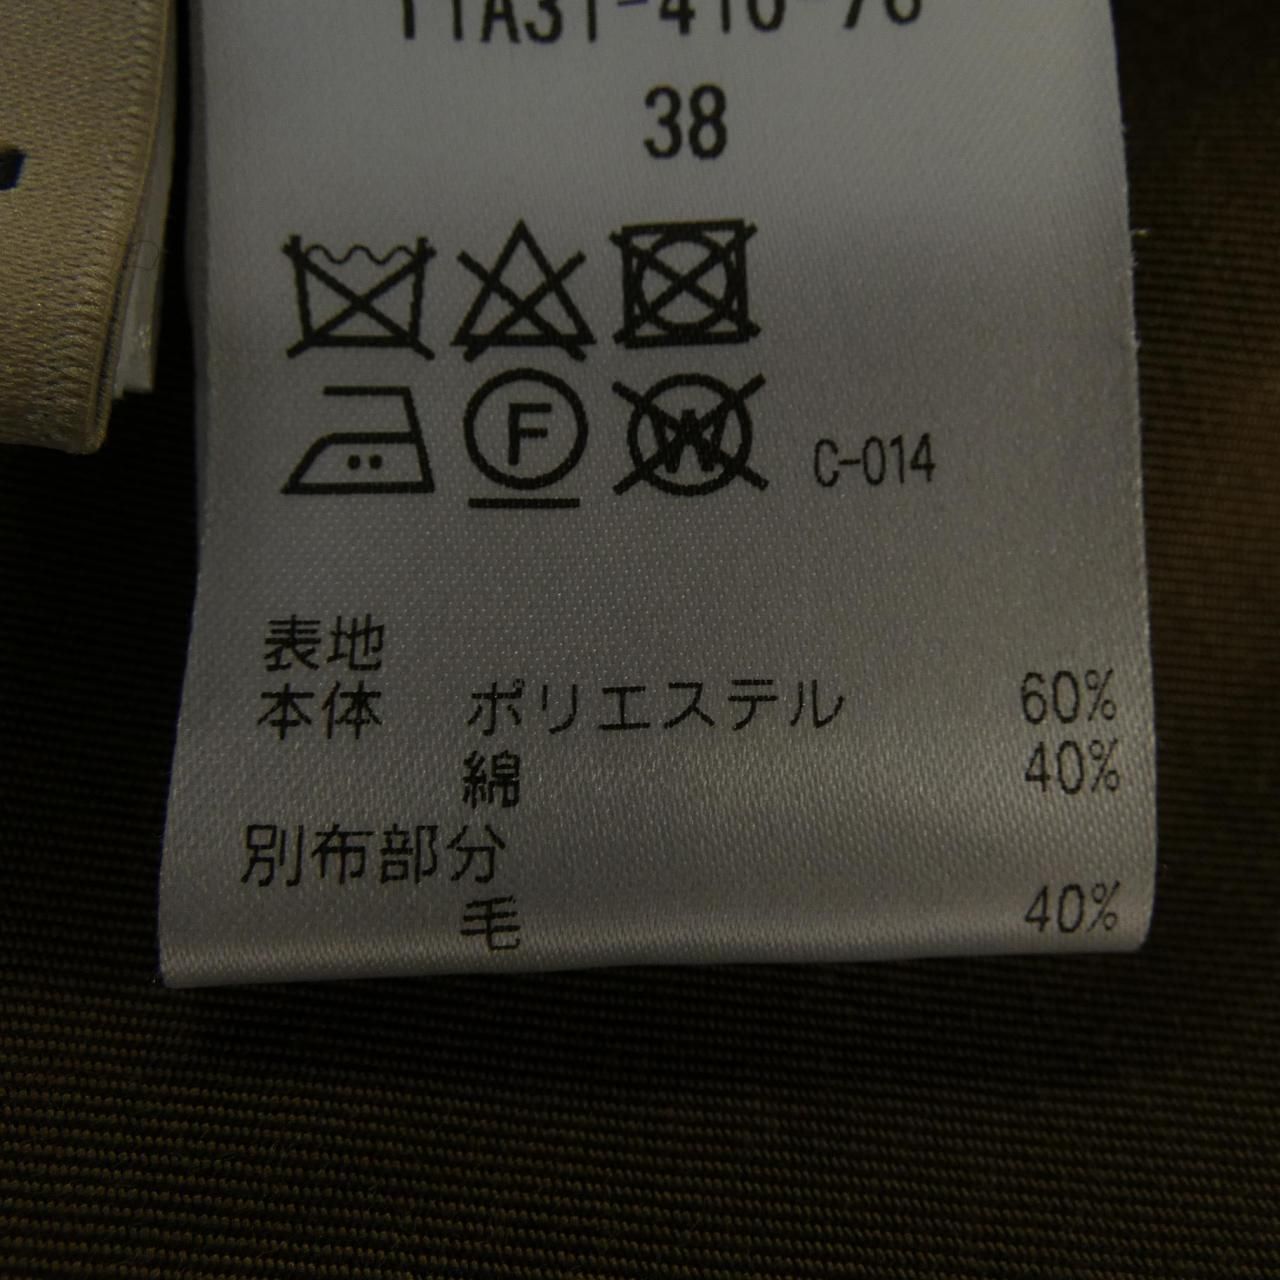 38
F
W
C-014
表地
本体 ポリエステル 60%
綿 40%
別布部分
毛 40%